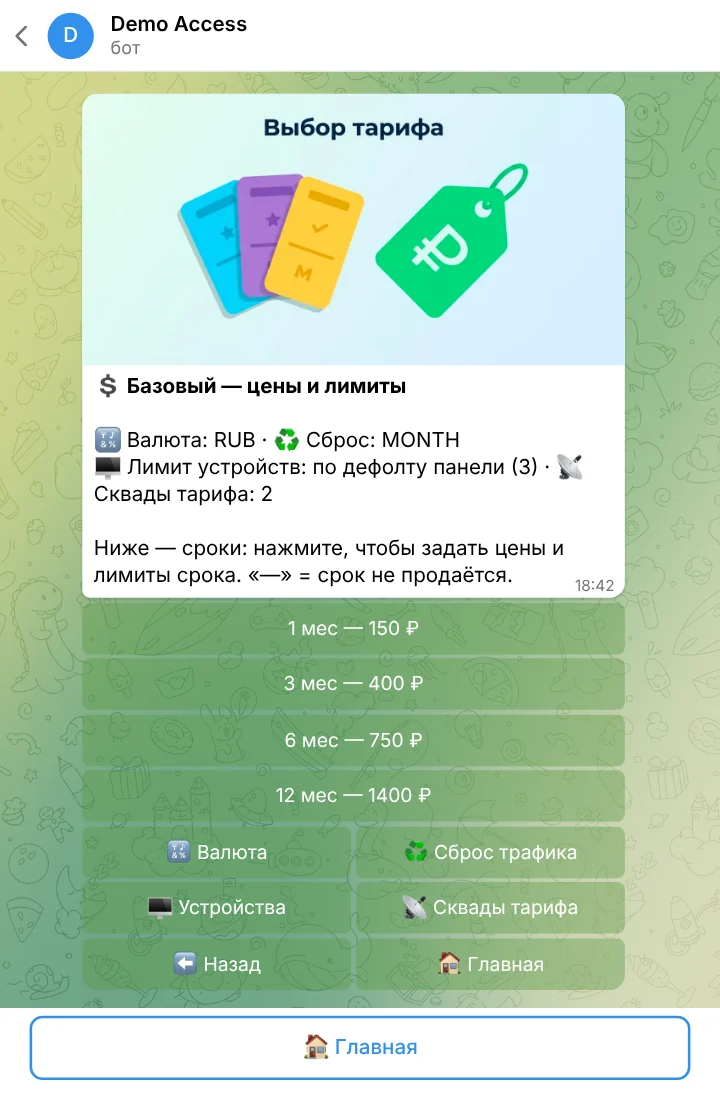 Demo Access
бот
D
Выбор тарифа
M
₽
💲 Базовый — цены и лимиты
🔣 Валюта: RUB · ♻️ Сброс: MONTH
🖥 Лимит устройств: по дефолту панели (3) · 📡
Сквады тарифа: 2
Ниже — сроки: нажмите, чтобы задать цены и
лимиты срока. «—» = срок не продаётся.
18:42
1 мес — 150 ₽
3 мес — 400 ₽
6 мес — 750 ₽
12 мес — 1400 ₽
🔣 Валюта
♻️ Сброс трафика
🖥 Устройства
📡 Сквады тарифа
⬅️ Назад
🏠 Главная
🏠 Главная